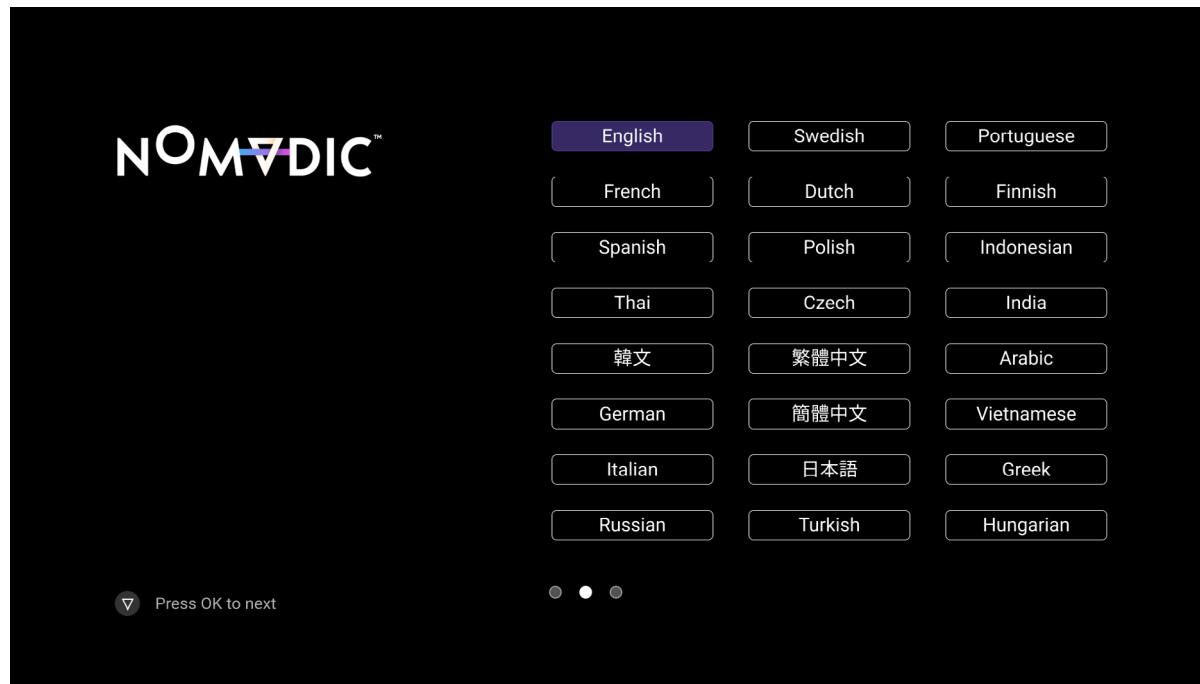 NOMADIC™
English Swedish Portuguese
French Dutch Finnish
Spanish Polish Indonesian
Thai Czech India
韓文 繁體中文 Arabic
German 簡體中文 Vietnamese
Italian 日本語 Greek
Russian Turkish Hungarian
Press OK to next